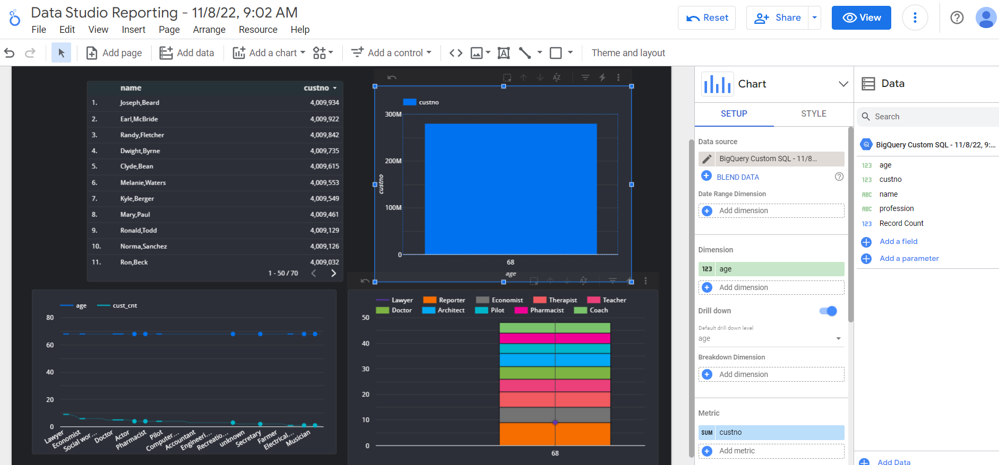 Data Studio Reporting - 11/8/22, 9:02 AM
File Edit View Insert Page Arrange Resource Help
Reset Share View
Add page Add data Add a chart Add a control Theme and layout
name custno
1. Joseph,Beard 4,009,934
2. Earl,McBride 4,009,922
3. Randy,Fletcher 4,009,842
4. Dwight,Byrne 4,009,735
5. Clyde,Bean 4,009,615
6. Melanie,Waters 4,009,553
7. Kyle,Berger 4,009,549
8. Mary,Paul 4,009,461
9. Ronald,Todd 4,009,129
10. Norma,Sanchez 4,009,126
11. Ron,Beck 4,009,032
1 - 50 / 70
custno
300M
200M
100M
0
custno
68
age
age cust_cnt
80
60
40
20
0
Lawyer Economist Social wor... Doctor Actor Pharmacist Pilot Computer... Accountant Engineeri... Recreatio... unknown Secretary Farmer Electrical... Musician
Lawyer Reporter Economist Therapist Teacher
Doctor Architect Pilot Pharmacist Coach
50
40
30
20
10
0
68
Chart
SETUP STYLE
Data source
BigQuery Custom SQL - 11/8...
BLEND DATA
Date Range Dimension
Add dimension
Dimension
123 age
Add dimension
Drill down
Default drill down level
age
Breakdown Dimension
Add dimension
Metric
SUM custno
Add metric
Data
Search
BigQuery Custom SQL - 11/8/22, 9:...
123 age
123 custno
ABC name
ABC profession
123 Record Count
Add a field
Add a parameter
Add Data